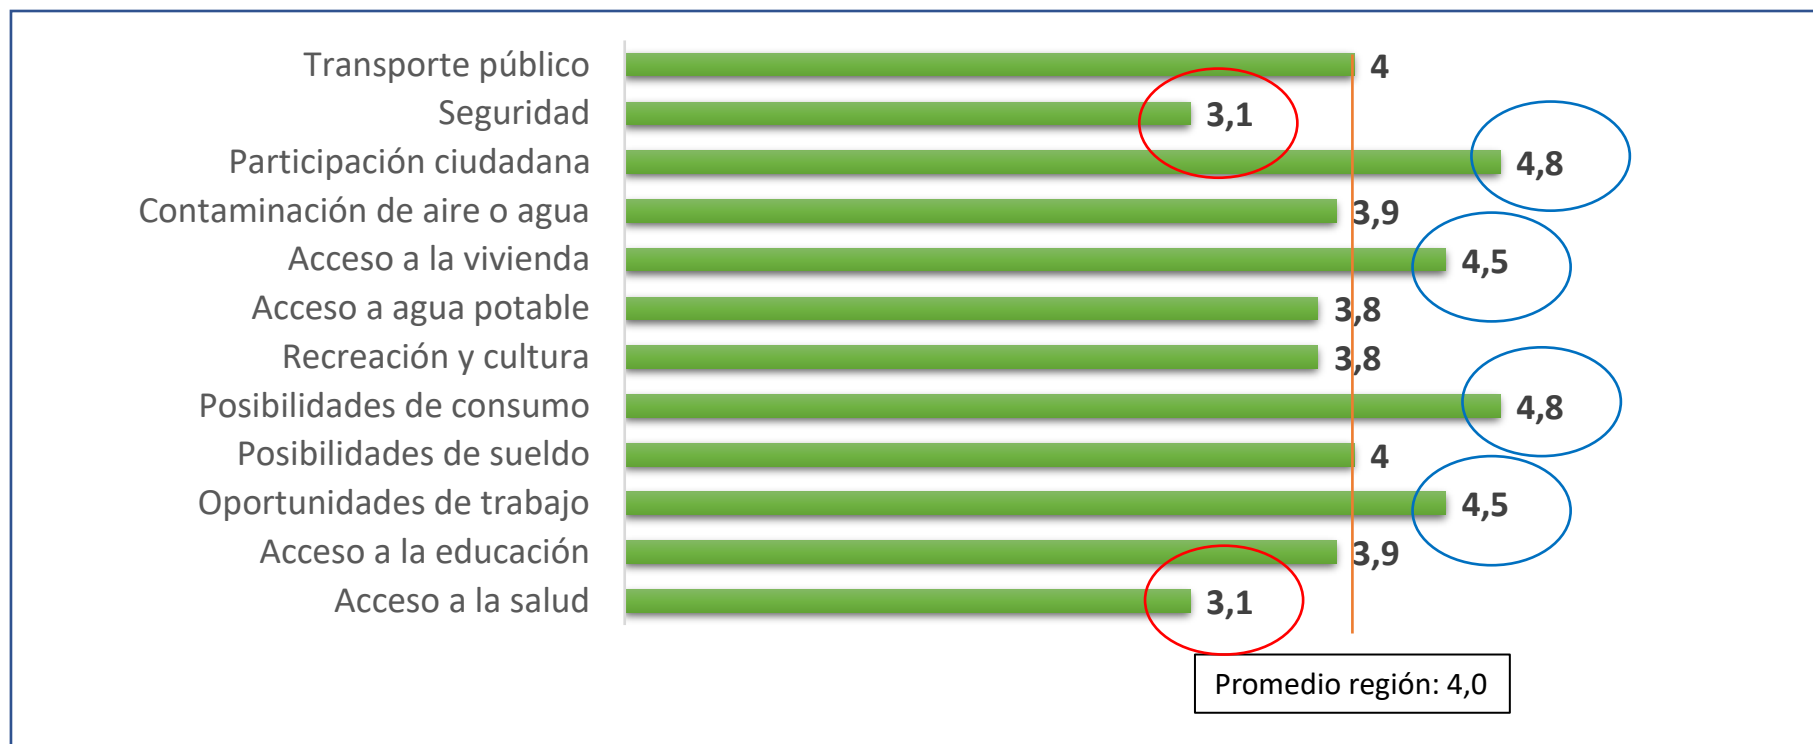 Transporte público 4
Seguridad 3,1
Participación ciudadana 4,8
Contaminación de aire o agua 3,9
Acceso a la vivienda 4,5
Acceso a agua potable 3,8
Recreación y cultura 3,8
Posibilidades de consumo 4,8
Posibilidades de sueldo 4
Oportunidades de trabajo 4,5
Acceso a la educación 3,9
Acceso a la salud 3,1
Promedio región: 4,0